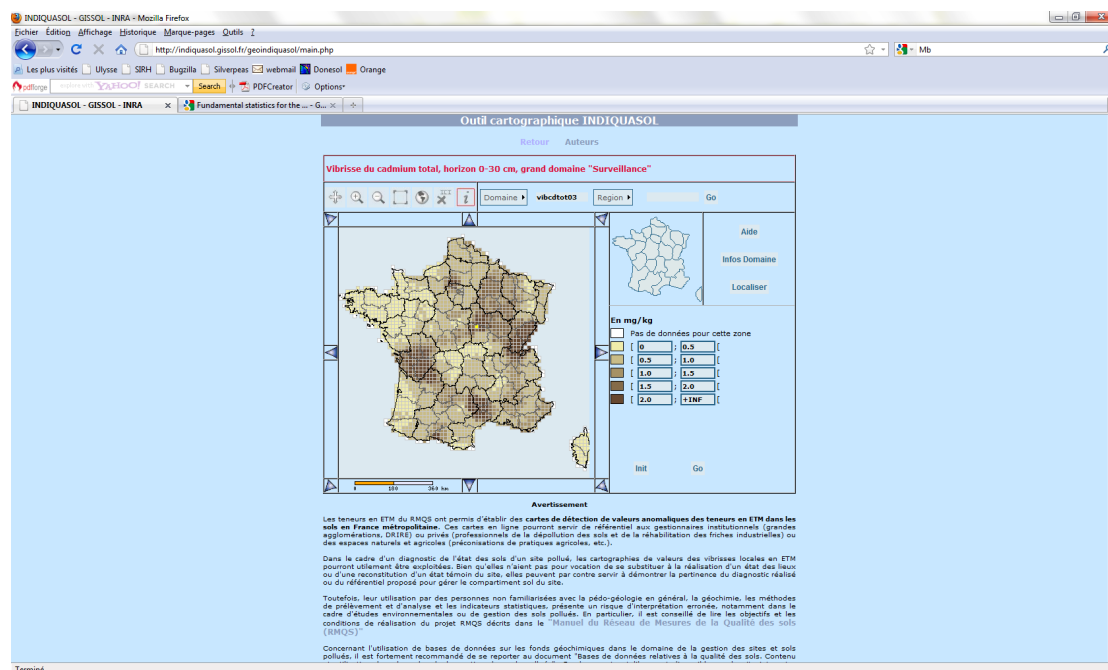 INDIQUASOL - GISSOL - INRA - Mozilla Firefox
Fichier Édition Affichage Historique Marque-pages Outils ?
http://indiquasol.gissol.fr/geoindiquasol/main.php
Mb
Les plus visités Ulysse SIRH Bugzilla Silverpeas webmail Donesol Orange
pdfforge YAHOO! SEARCH Search PDFCreator Options
INDIQUASOL - GISSOL - INRA
Fundamental statistics for the ... - G...
Outil cartographique INDIQUASOL
Retour Auteurs
Vibrisse du cadmium total, horizon 0-30 cm, grand domaine "Surveillance"
Domaine vibcdtot03 Region Go
Aide
Infos Domaine
Localiser
En mg/kg
Pas de données pour cette zone
[ 0 ; 0.5 [
[ 0.5 ; 1.0 [
[ 1.0 ; 1.5 [
[ 1.5 ; 2.0 [
[ 2.0 ; +INF [
Init Go
0 180 360 km
Avertissement
Les teneurs en ETM du RMQS ont permis d'établir des cartes de détection de valeurs anomaliques des teneurs en ETM dans les
sols en France métropolitaine. Ces cartes en ligne pourront servir de référentiel aux gestionnaires institutionnels (grandes
agglomérations, DRIRE) ou privés (professionnels de la dépollution des sols et de la réhabilitation des friches industrielles) ou
des espaces naturels et agricoles (préconisations de pratiques agricoles, etc.).
Dans le cadre d'un diagnostic de l'état des sols d'un site pollué, les cartographies de valeurs des vibrisses locales en ETM
pourront utilement être exploitées. Bien qu'elles n'aient pas pour vocation de se substituer à la réalisation d'un état des lieux
ou d'une reconstitution d'un état témoin du site, elles peuvent par contre servir à démontrer la pertinence du diagnostic réalisé
ou du référentiel proposé pour gérer le compartiment sol du site.
Toutefois, leur utilisation par des personnes non familiarisées avec la pédo-géologie en général, la géochimie, les méthodes
de prélèvement et d'analyse et les indicateurs statistiques, présente un risque d'interprétation erronée, notamment dans le
cadre d'études environnementales ou de gestion des sols pollués. En particulier, il est conseillé de lire les objectifs et les
conditions de réalisation du projet RMQS décrits dans le "Manuel du Réseau de Mesures de la Qualité des sols
(RMQS)"
Concernant l'utilisation de bases de données sur les fonds géochimiques dans le domaine de la gestion des sites et sols
pollués, il est fortement recommandé de se reporter au document "Bases de données relatives à la qualité des sols. Contenu
Terminé